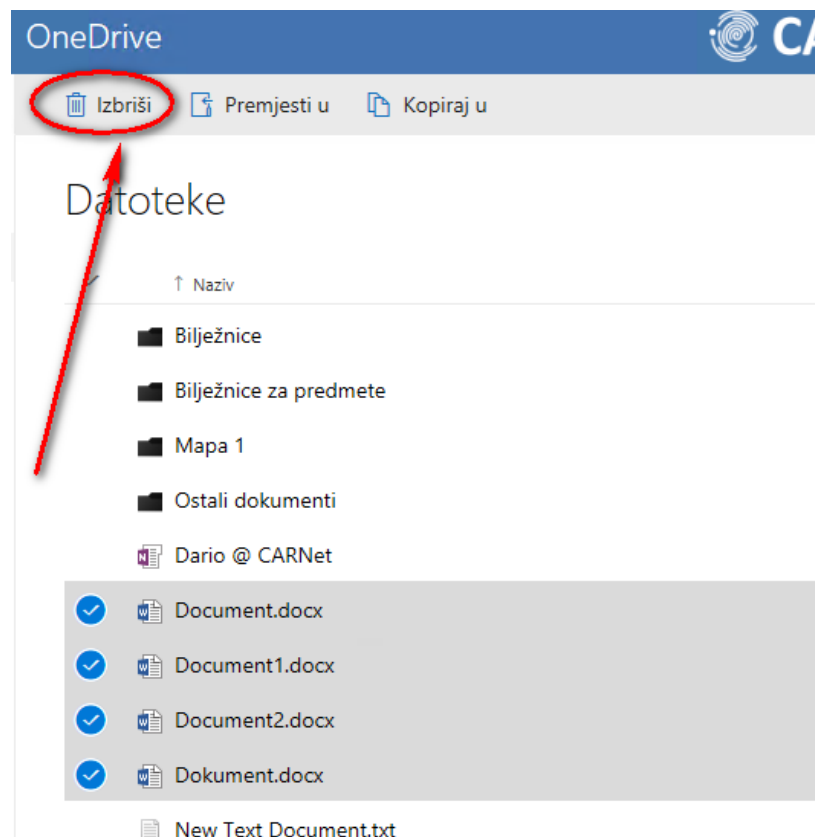 OneDrive CA
Izbriši Premjesti u Kopiraj u
Datoteke
↑ Naziv
Bilježnice
Bilježnice za predmete
Mapa 1
Ostali dokumenti
Dario @ CARNet
Document.docx
Document1.docx
Document2.docx
Dokument.docx
New Text Document.txt